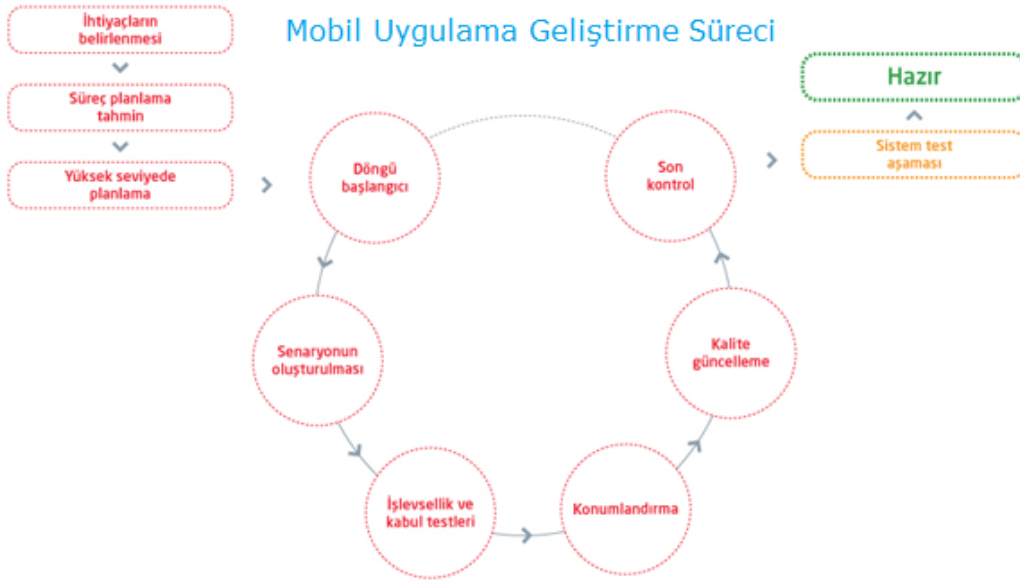 Mobil Uygulama Geliştirme Süreci
İhtiyaçların
belirlenmesi
Süreç planlama
tahmin
Yüksek seviyede
planlama
Döngü
başlangıcı
Senaryonun
oluşturulması
İşlevsellik ve
kabul testleri
Konumlandırma
Kalite
güncelleme
Son
kontrol
Sistem test
aşaması
Hazır